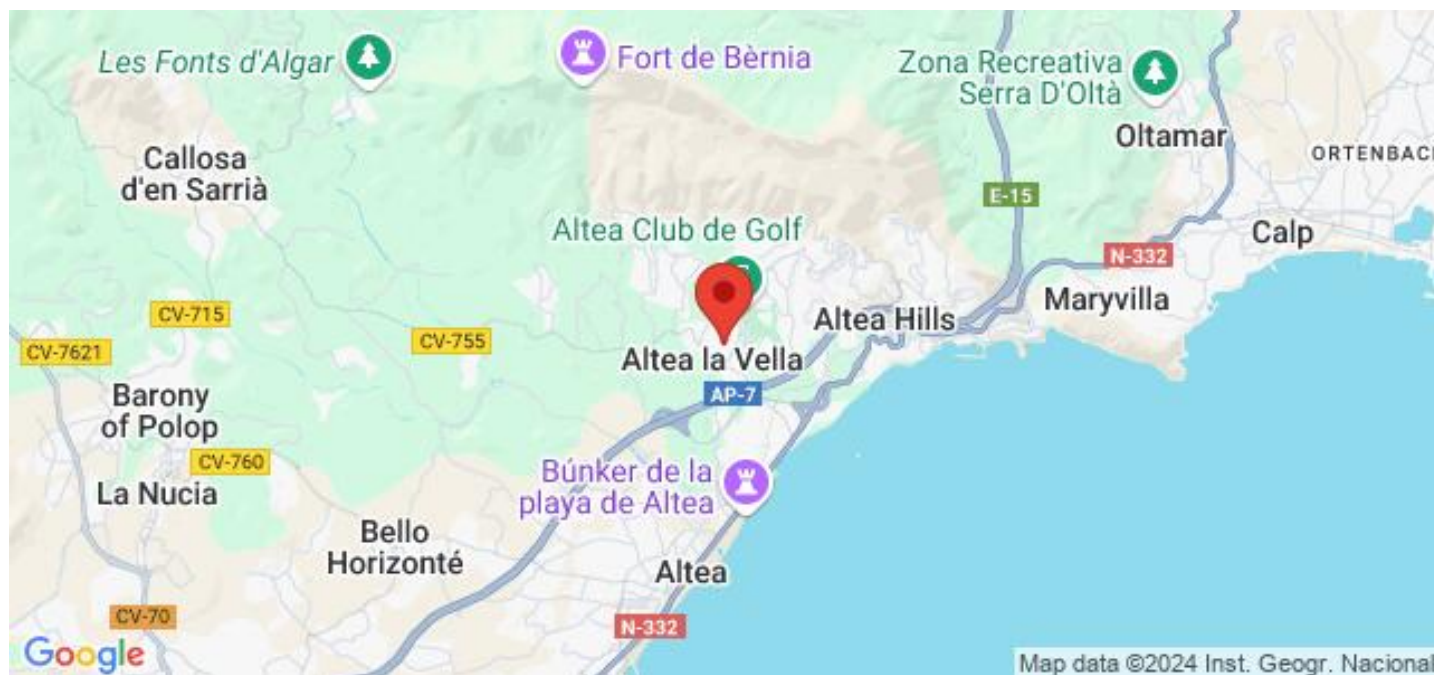 Les Fonts d'Algar
Fort de Bèrnia
Zona Recreativa
Serra D'Oltà
Oltamar
ORTENBACH
Callosa
d'en Sarrià
E-15
Altea Club de Golf
Calp
N-332
Maryvilla
CV-715
Altea Hills
CV-755
CV-7621
Altea la Vella
AP-7
Barony
of Polop
CV-760
La Nucia
Búnker de la
playa de Altea
Bello
Horizonté
Altea
CV-70
N-332
Google
Map data ©2024 Inst. Geogr. Nacional